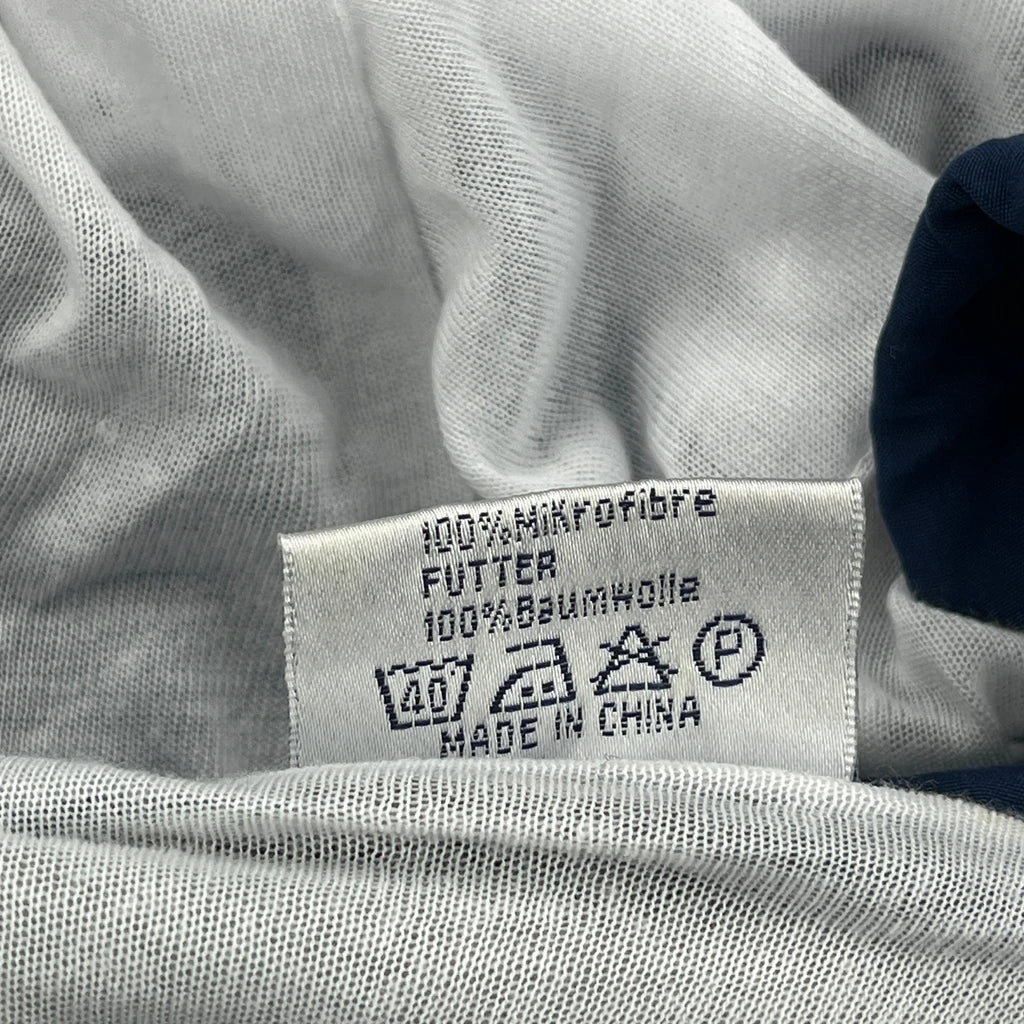 100%MiKrofibre
FUTTER
100%Baumwolle
40 P
MADE IN CHINA